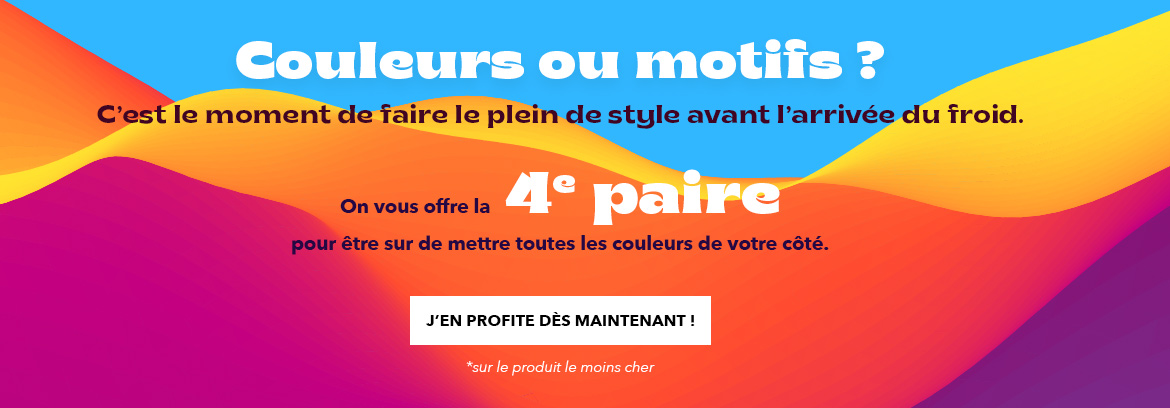 Couleurs ou motifs ?
C’est le moment de faire le plein de style avant l’arrivée du froid.
On vous offre la 4e paire
pour être sur de mettre toutes les couleurs de votre côté.
J’EN PROFITE DÈS MAINTENANT !
*sur le produit le moins cher